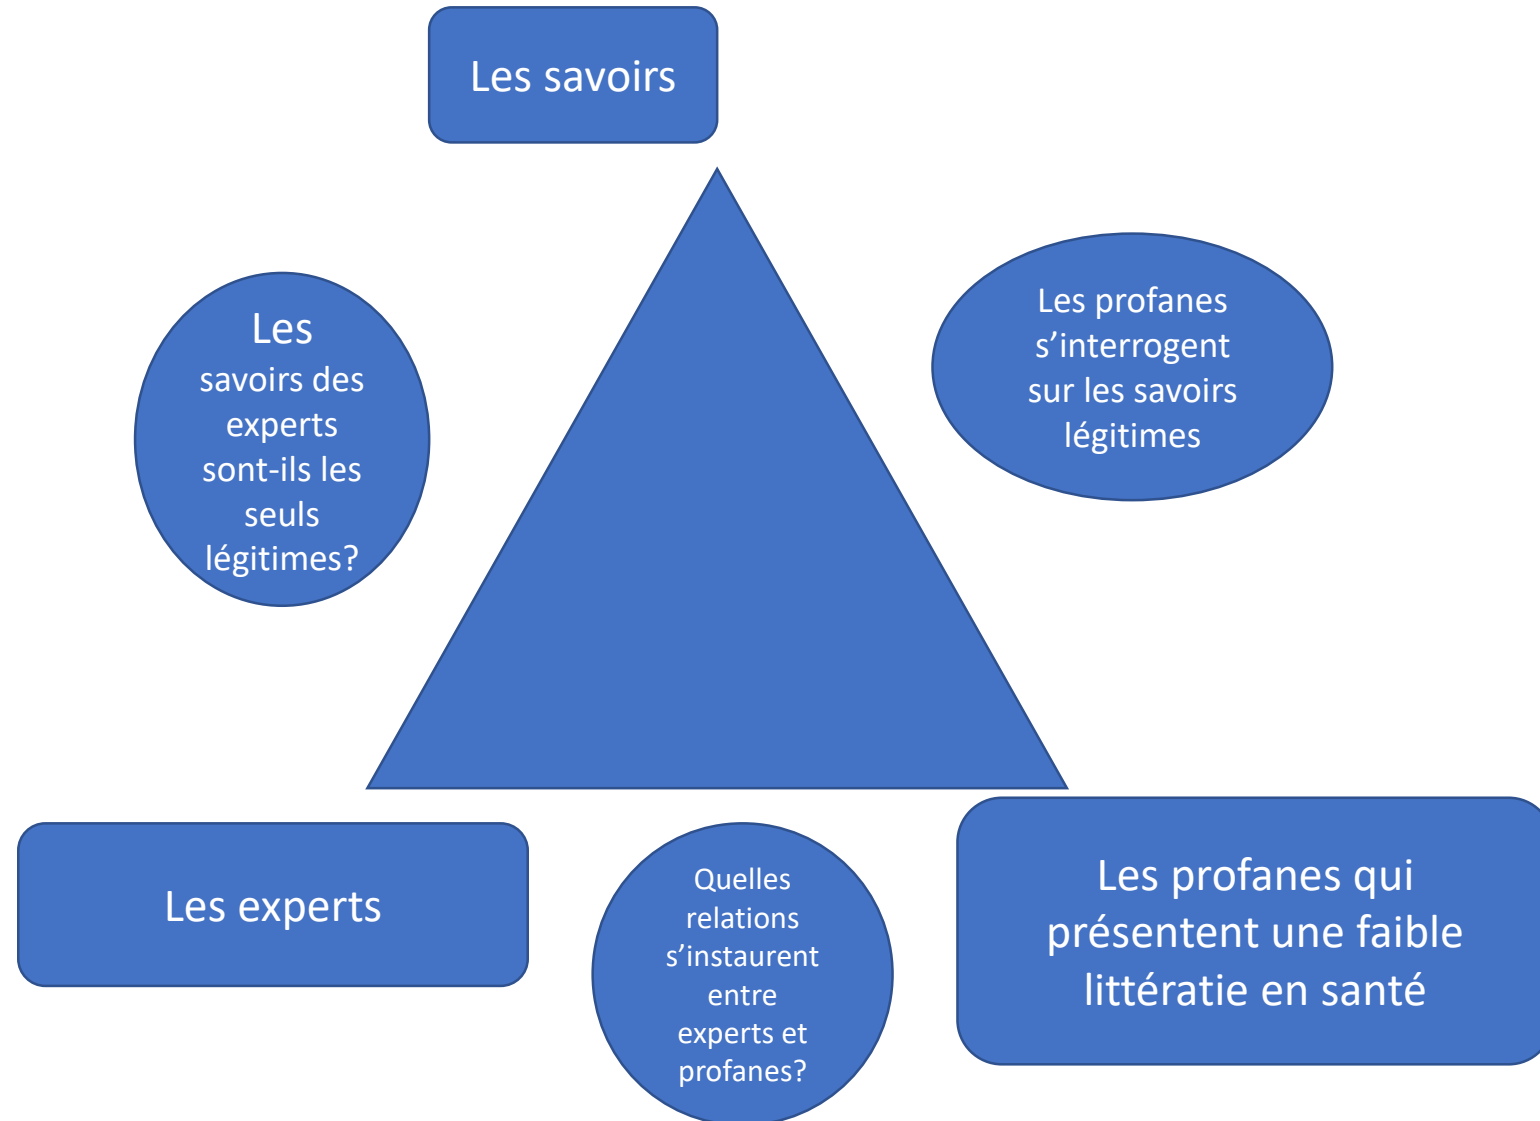 Les savoirs
Les
savoirs des
experts
sont-ils les
seuls
légitimes?
Les profanes
s’interrogent
sur les savoirs
légitimes
Les experts
Quelles
relations
s’instaurent
entre
experts et
profanes?
Les profanes qui
présentent une faible
littératie en santé